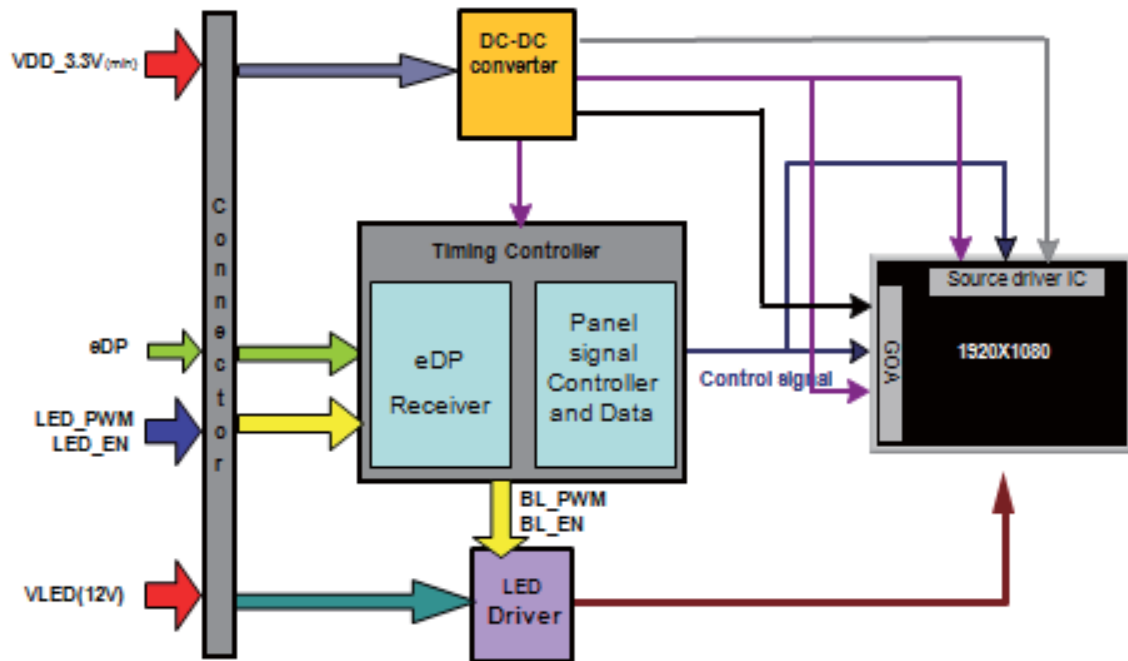 VDD_3.3V(min)
DC-DC
converter
Connector
Timing Controller
eDP
eDP
Receiver
Panel
signal
Controller
and Data
Source driver IC
GOA
1920X1080
Control signal
LED_PWM
LED_EN
BL_PWM
BL_EN
VLED(12V)
LED
Driver